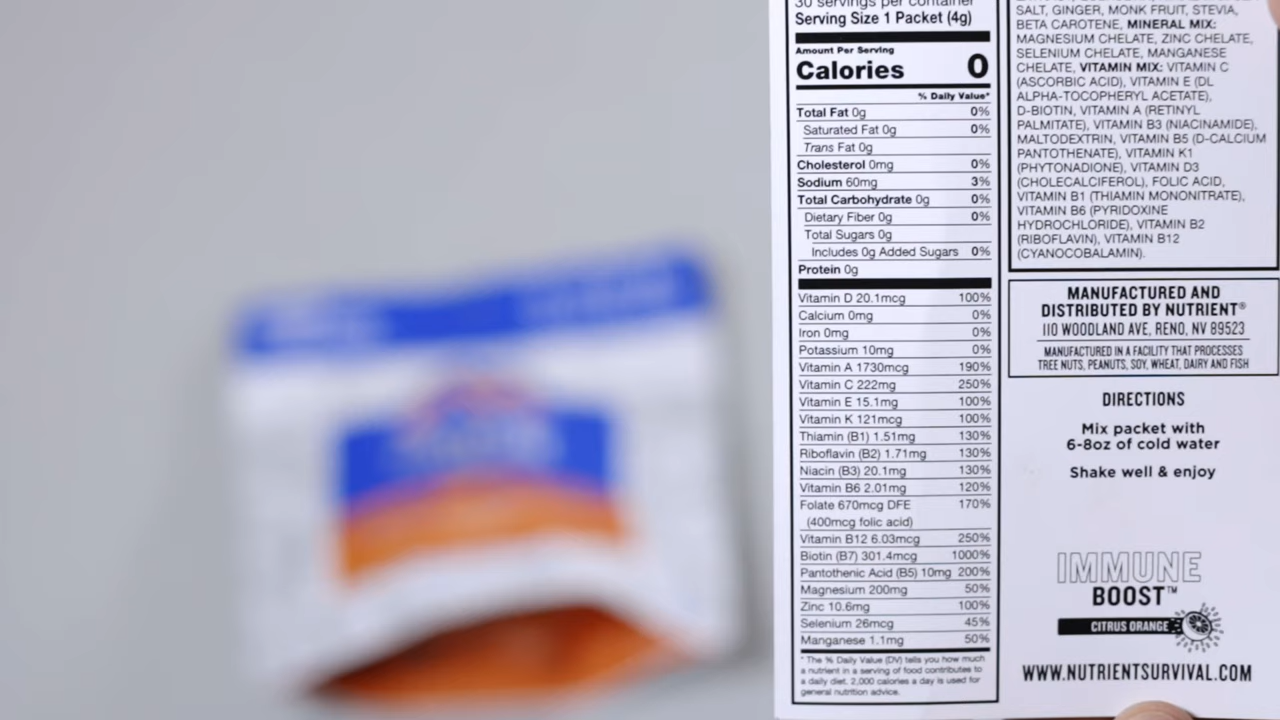 30 servings per container
Serving Size 1 Packet (4g)
Amount Per Serving
Calories 0
% Daily Value*
Total Fat 0g 0%
Saturated Fat 0g 0%
Trans Fat 0g
Cholesterol 0mg 0%
Sodium 60mg 3%
Total Carbohydrate 0g 0%
Dietary Fiber 0g 0%
Total Sugars 0g
Includes 0g Added Sugars 0%
Protein 0g
Vitamin D 20.1mcg 100%
Calcium 0mg 0%
Iron 0mg 0%
Potassium 10mg 0%
Vitamin A 1730mcg 190%
Vitamin C 222mg 250%
Vitamin E 15.1mg 100%
Vitamin K 121mcg 100%
Thiamin (B1) 1.51mg 130%
Riboflavin (B2) 1.71mg 130%
Niacin (B3) 20.1mg 130%
Vitamin B6 2.01mg 120%
Folate 670mcg DFE 170%
(400mcg folic acid)
Vitamin B12 6.03mcg 250%
Biotin (B7) 301.4mcg 1000%
Pantothenic Acid (B5) 10mg 200%
Magnesium 200mg 50%
Zinc 10.6mg 100%
Selenium 26mcg 45%
Manganese 1.1mg 50%
* The % Daily Value (DV) tells you how much
a nutrient in a serving of food contributes to
a daily diet. 2,000 calories a day is used for
general nutrition advice.
SALT, GINGER, MONK FRUIT, STEVIA,
BETA CAROTENE, MINERAL MIX:
MAGNESIUM CHELATE, ZINC CHELATE,
SELENIUM CHELATE, MANGANESE
CHELATE, VITAMIN MIX: VITAMIN C
(ASCORBIC ACID), VITAMIN E (DL
ALPHA-TOCOPHERYL ACETATE),
D-BIOTIN, VITAMIN A (RETINYL
PALMITATE), VITAMIN B3 (NIACINAMIDE),
MALTODEXTRIN, VITAMIN B5 (D-CALCIUM
PANTOTHENATE), VITAMIN K1
(PHYTONADIONE), VITAMIN D3
(CHOLECALCIFEROL), FOLIC ACID,
VITAMIN B1 (THIAMIN MONONITRATE),
VITAMIN B6 (PYRIDOXINE
HYDROCHLORIDE), VITAMIN B2
(RIBOFLAVIN), VITAMIN B12
(CYANOCOBALAMIN).
MANUFACTURED AND
DISTRIBUTED BY NUTRIENT®
110 WOODLAND AVE, RENO, NV 89523
MANUFACTURED IN A FACILITY THAT PROCESSES
TREE NUTS, PEANUTS, SOY, WHEAT, DAIRY AND FISH
DIRECTIONS
Mix packet with
6-8oz of cold water
Shake well & enjoy
IMMUNE
BOOST™
CITRUS ORANGE
WWW.NUTRIENTSURVIVAL.COM